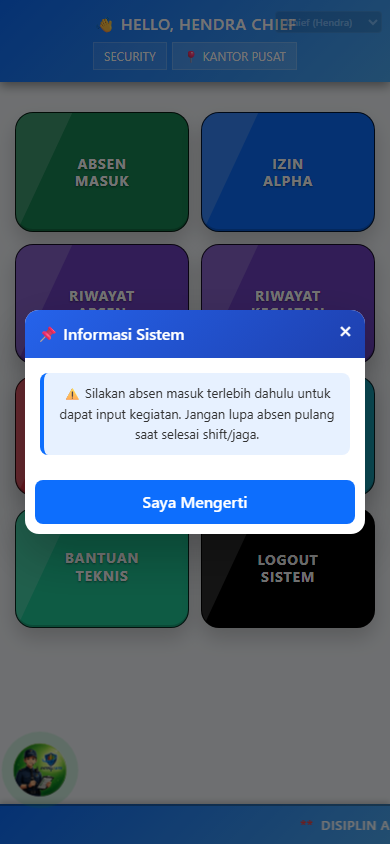 👋 HELLO, HENDRA CHIEF
Chief (Hendra)
SECURITY
📍 KANTOR PUSAT
ABSEN
MASUK
IZIN
ALPHA
RIWAYAT
RIWAYAT
📌 Informasi Sistem
×
⚠️ Silakan absen masuk terlebih dahulu untuk
dapat input kegiatan. Jangan lupa absen pulang
saat selesai shift/jaga.
Saya Mengerti
BANTUAN
TEKNIS
LOGOUT
SISTEM
DISIPLIN A